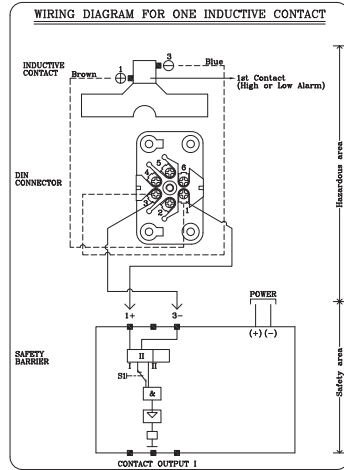 WIRING DIAGRAM FOR ONE INDUCTIVE CONTACT
INDUCTIVE
CONTACT
Brown
1
3
Blue
1st Contact
(High or Low Alarm)
DIN
CONNECTOR
5
6
4
3
2
1
Hazardous area
1+
3-
POWER
(+) (-)
SAFETY
BARRIER
II
I
II
S1
&
Safety area
CONTACT OUTPUT I